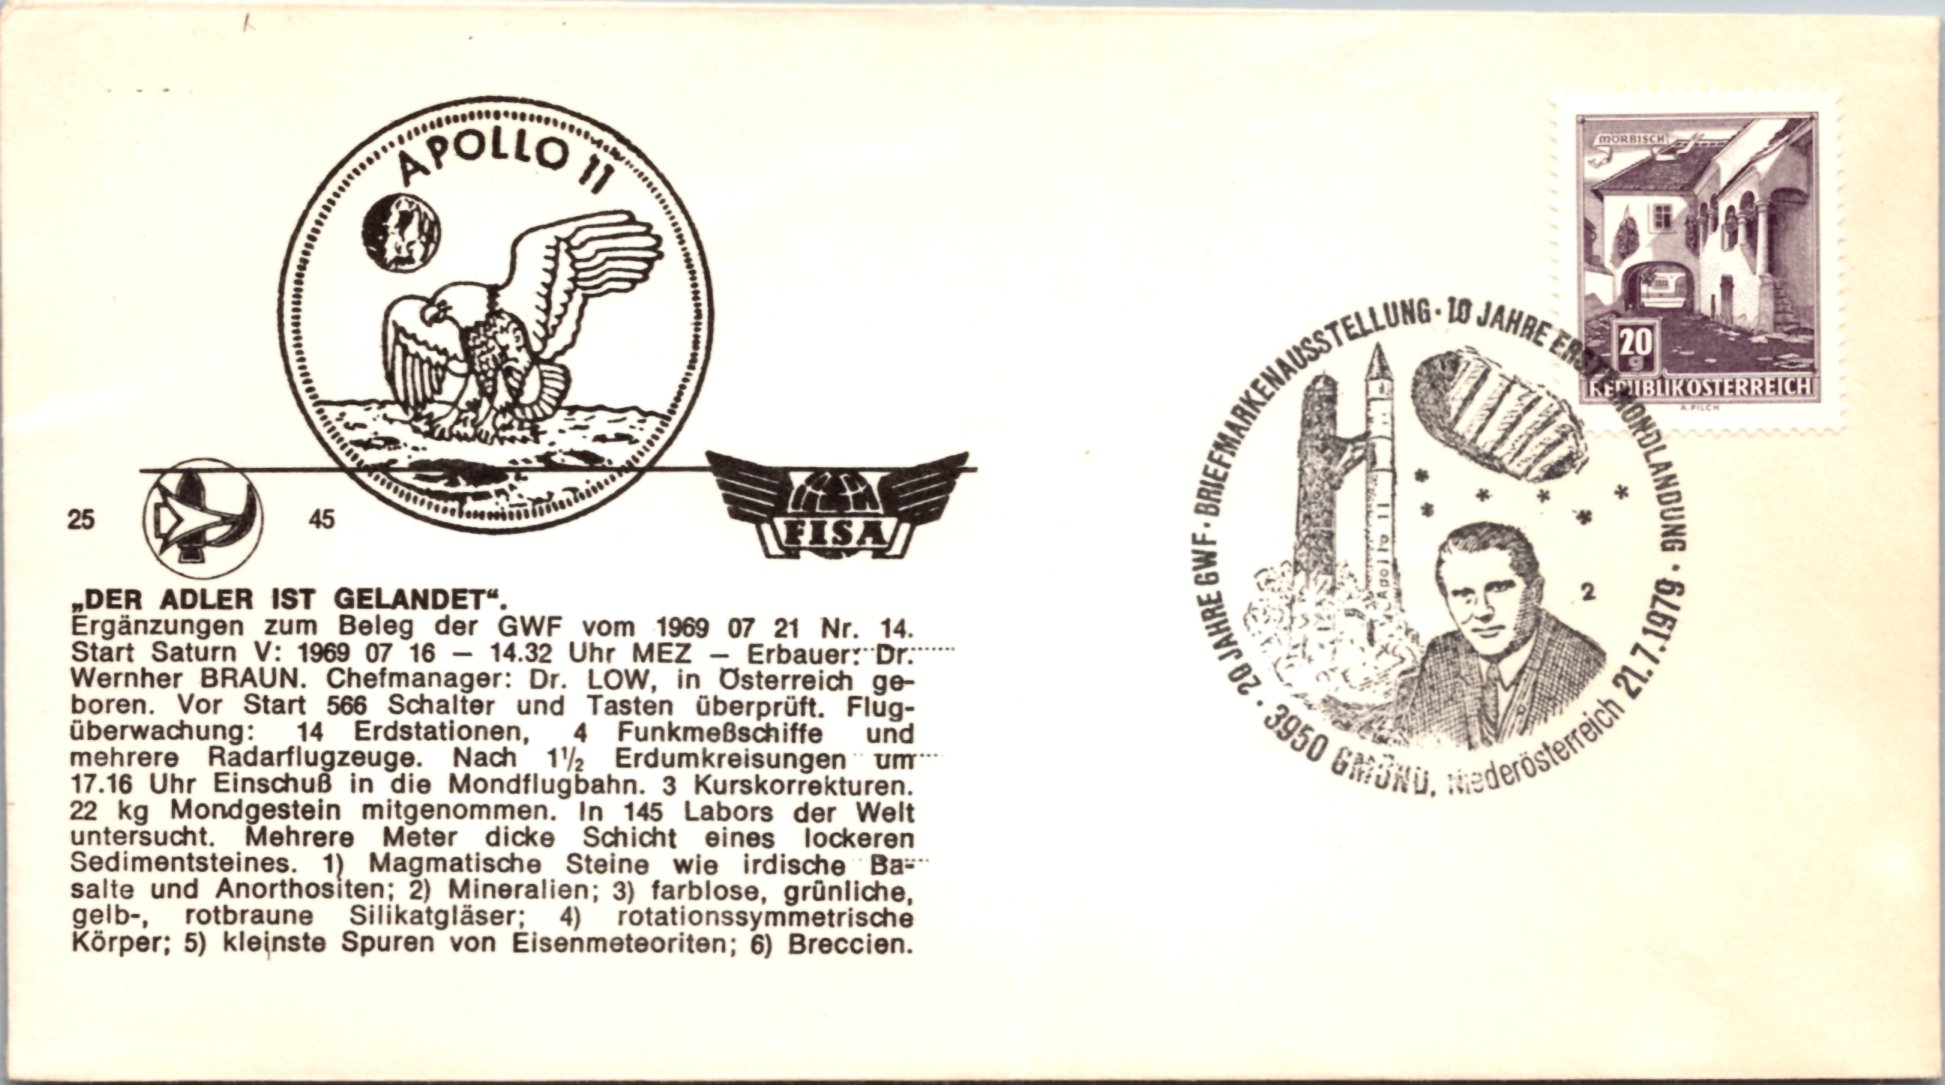 APOLLO 11
25
45
FISA
„DER ADLER IST GELANDET“.
Ergänzungen zum Beleg der GWF vom 1969 07 21 Nr. 14.
Start Saturn V: 1969 07 16 — 14.32 Uhr MEZ — Erbauer: Dr.
Wernher BRAUN. Chefmanager: Dr. LOW, in Österreich ge-
boren. Vor Start 566 Schalter und Tasten überprüft. Flug-
überwachung: 14 Erdstationen, 4 Funkmeßschiffe und
mehrere Radarflugzeuge. Nach 1½ Erdumkreisungen um
17.16 Uhr Einschuß in die Mondflugbahn. 3 Kurskorrekturen.
22 kg Mondgestein mitgenommen. In 145 Labors der Welt
untersucht. Mehrere Meter dicke Schicht eines lockeren
Sedimentsteines. 1) Magmatische Steine wie irdische Ba-
salte und Anorthositen; 2) Mineralien; 3) farblose, grünliche,
gelb-, rotbraune Silikatgläser; 4) rotationssymmetrische
Körper; 5) kleinste Spuren von Eisenmeteoriten; 6) Breccien.
MÖRBISCH
20
g
REPUBLIK ÖSTERREICH
A. PILCH
20 JAHRE GWF · BRIEFMARKENAUSSTELLUNG · 10 JAHRE ERSTE MONDLANDUNG ·
Apollo 11
2
3950 GMÜND, Niederösterreich 21.7.1979